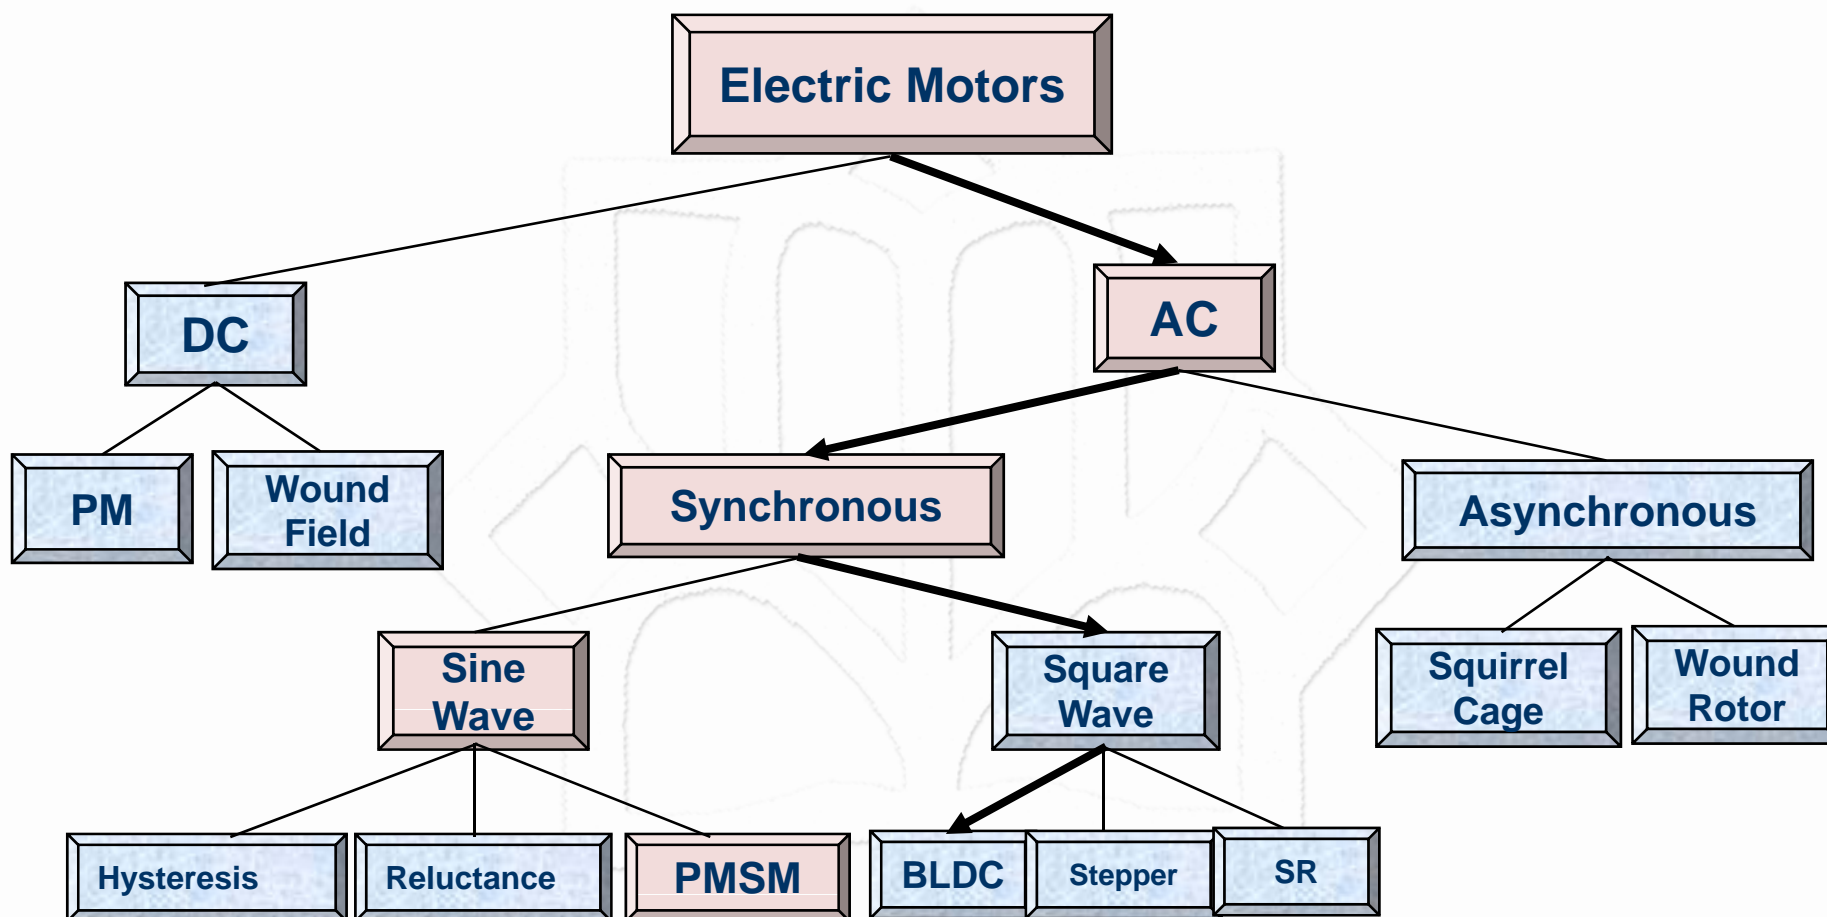 Electric Motors
DC
AC
PM
Wound
Field
Synchronous
Asynchronous
Sine
Wave
Square
Wave
Squirrel
Cage
Wound
Rotor
Hysteresis
Reluctance
PMSM
BLDC
Stepper
SR